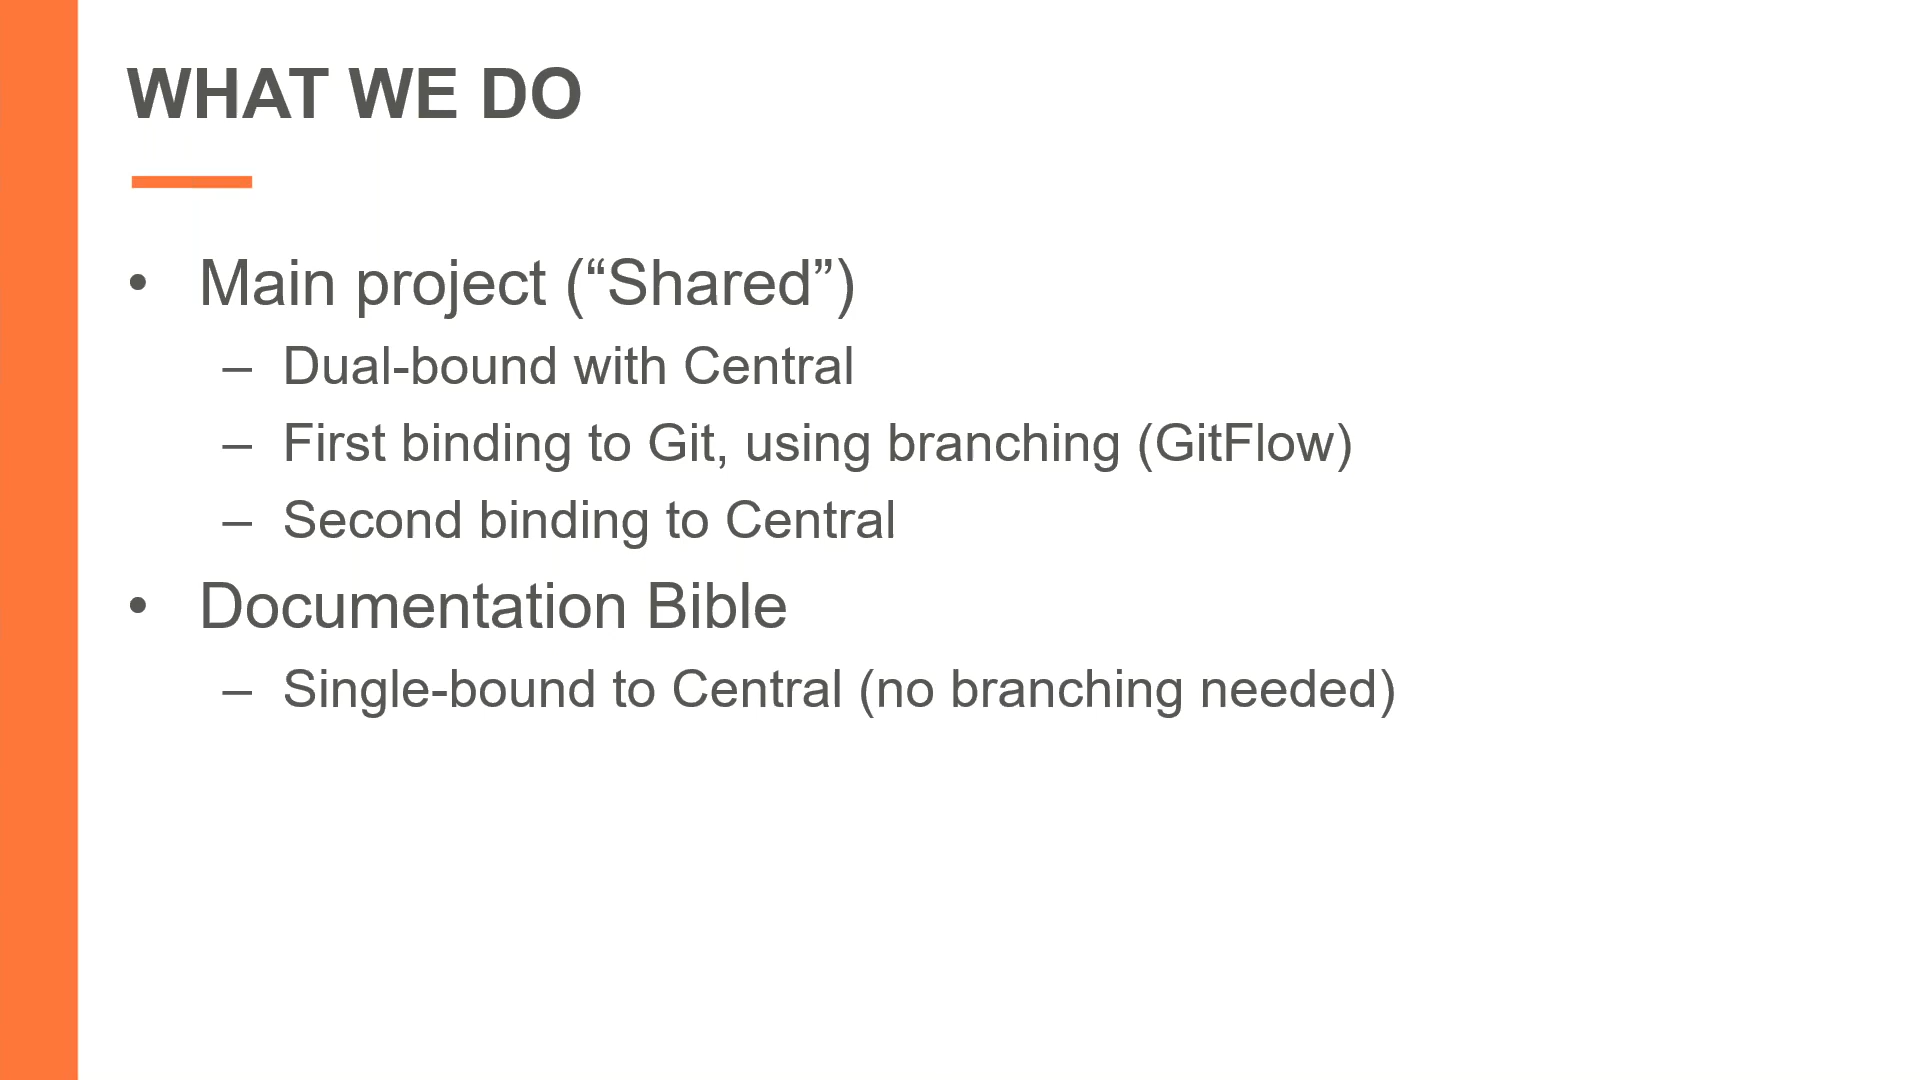 WHAT WE DO
• Main project (“Shared”)
– Dual-bound with Central
– First binding to Git, using branching (GitFlow)
– Second binding to Central
• Documentation Bible
– Single-bound to Central (no branching needed)